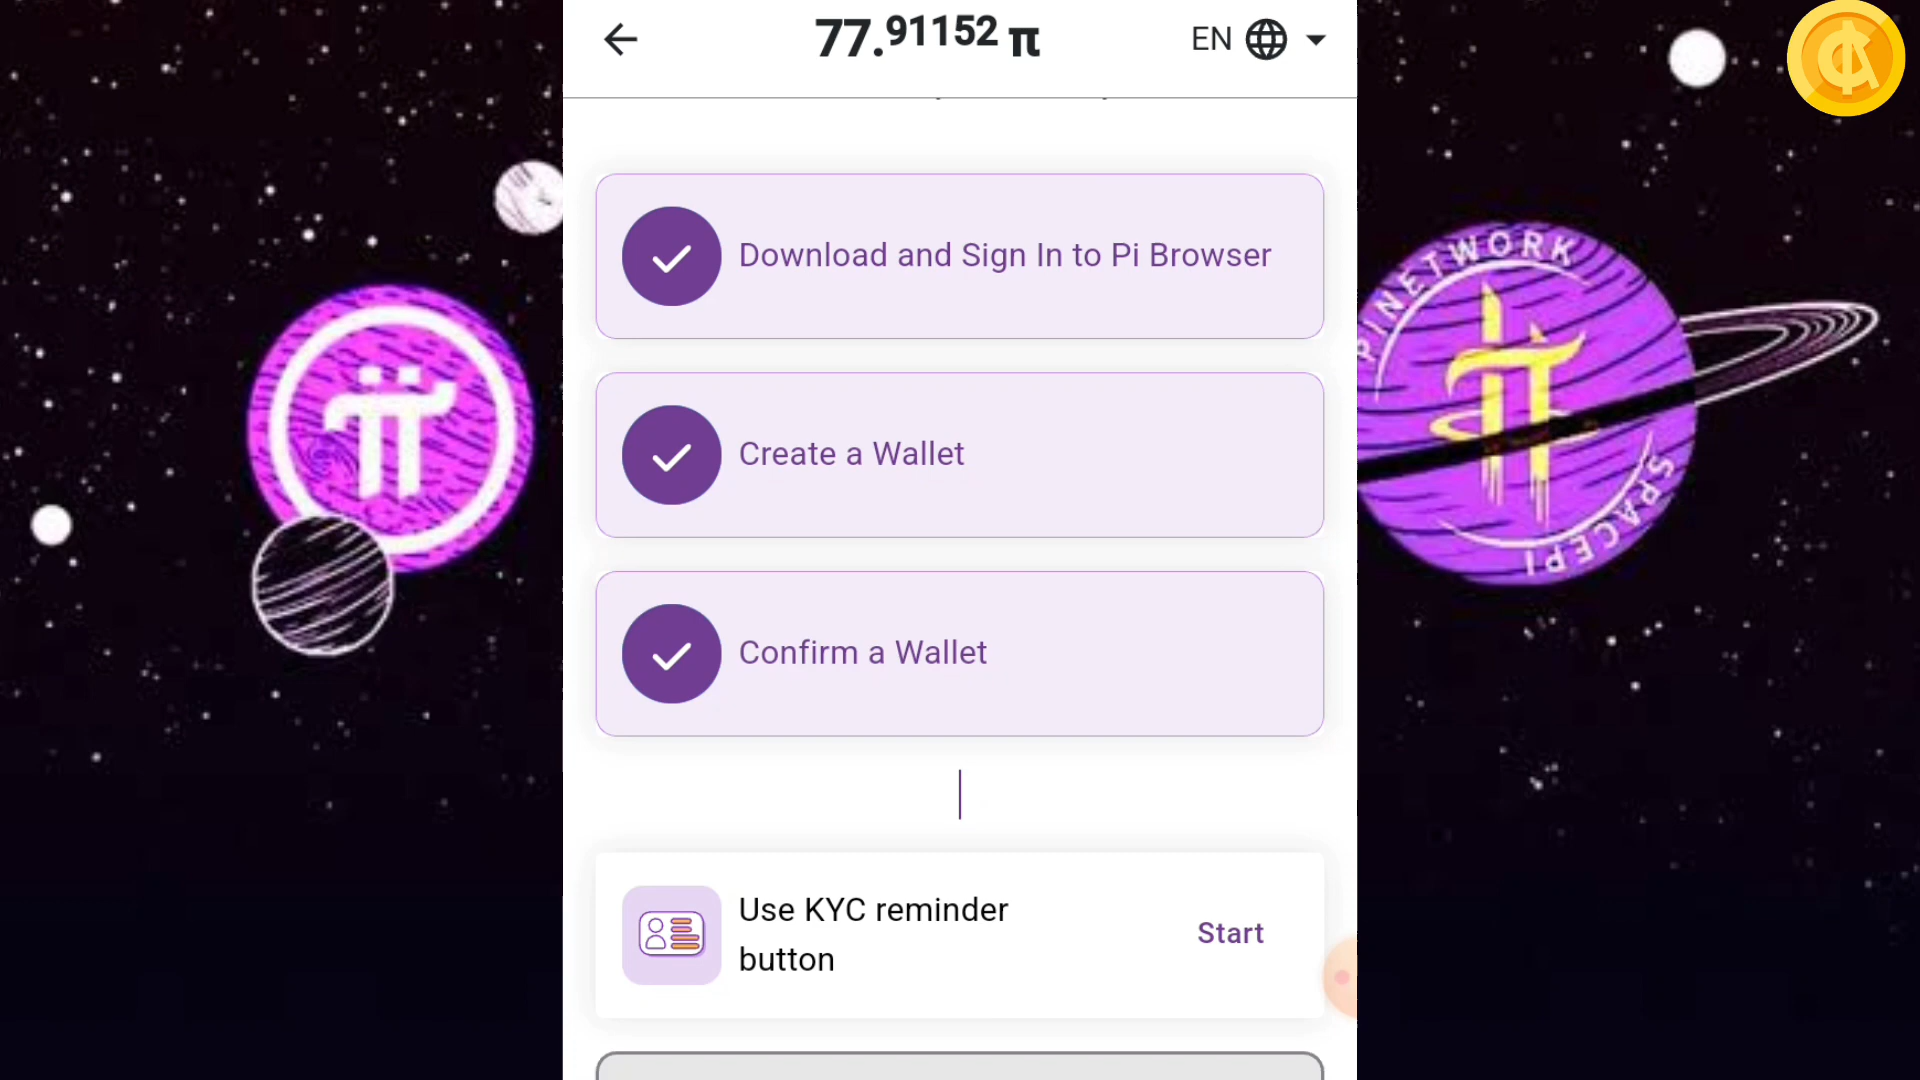 77.91152 π
EN
Download and Sign In to Pi Browser
Create a Wallet
Confirm a Wallet
Use KYC reminder
button
Start
PINETWORK
SPACEPI